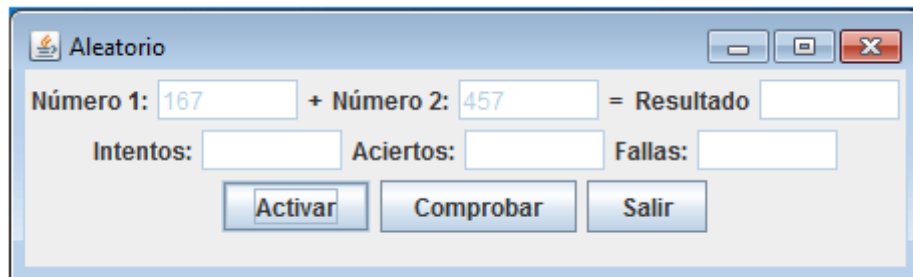 Aleatorio
Número 1: 167 + Número 2: 457 = Resultado
Intentos: Aciertos: Fallas:
Activar Comprobar Salir